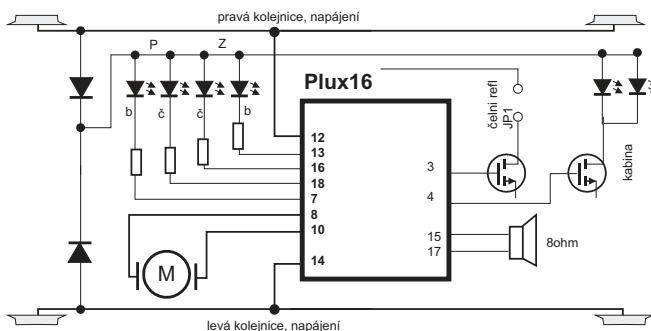 pravá kolejnice, napájení
P Z
Plux16
b č č b
čelni refl
JP1
kabina
12
13
16
18
7
8
10
14
3
4
15
17
M
8ohm
levá kolejnice, napájení